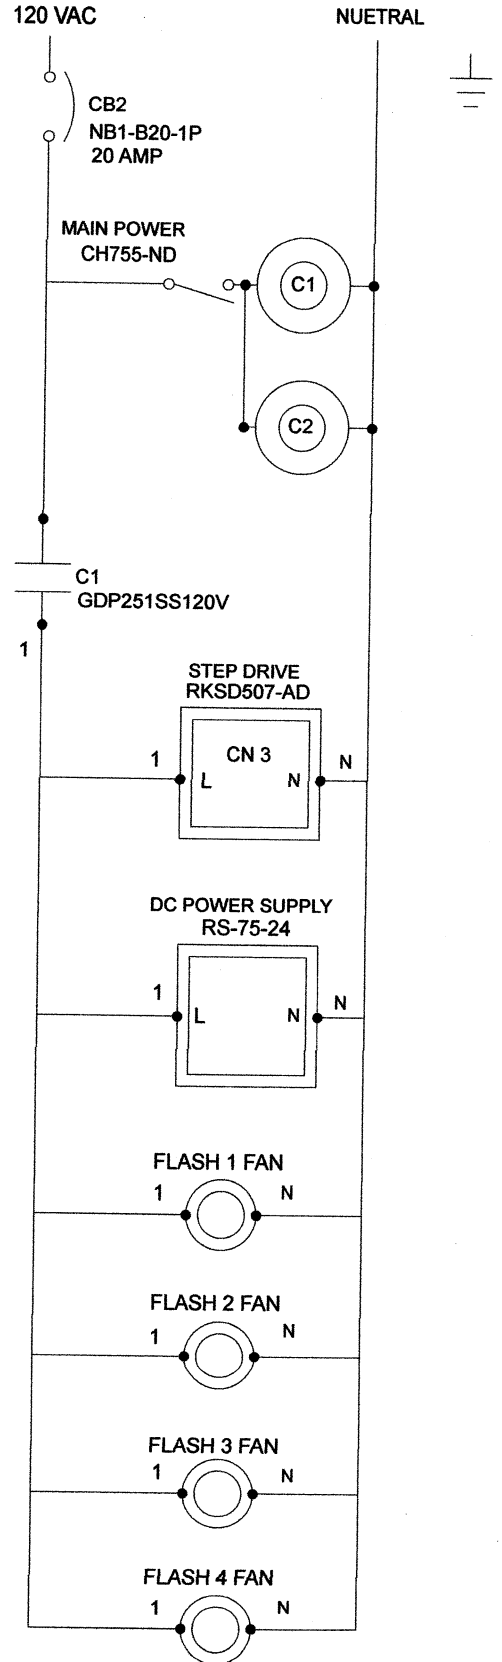 120 VAC
NUETRAL
CB2
NB1-B20-1P
20 AMP
MAIN POWER
CH755-ND
C1
C2
C1
GDP251SS120V
1
STEP DRIVE
RKSD507-AD
1
CN 3
N
L
N
DC POWER SUPPLY
RS-75-24
1
N
L
N
FLASH 1 FAN
1
N
FLASH 2 FAN
1
N
FLASH 3 FAN
1
N
FLASH 4 FAN
1
N